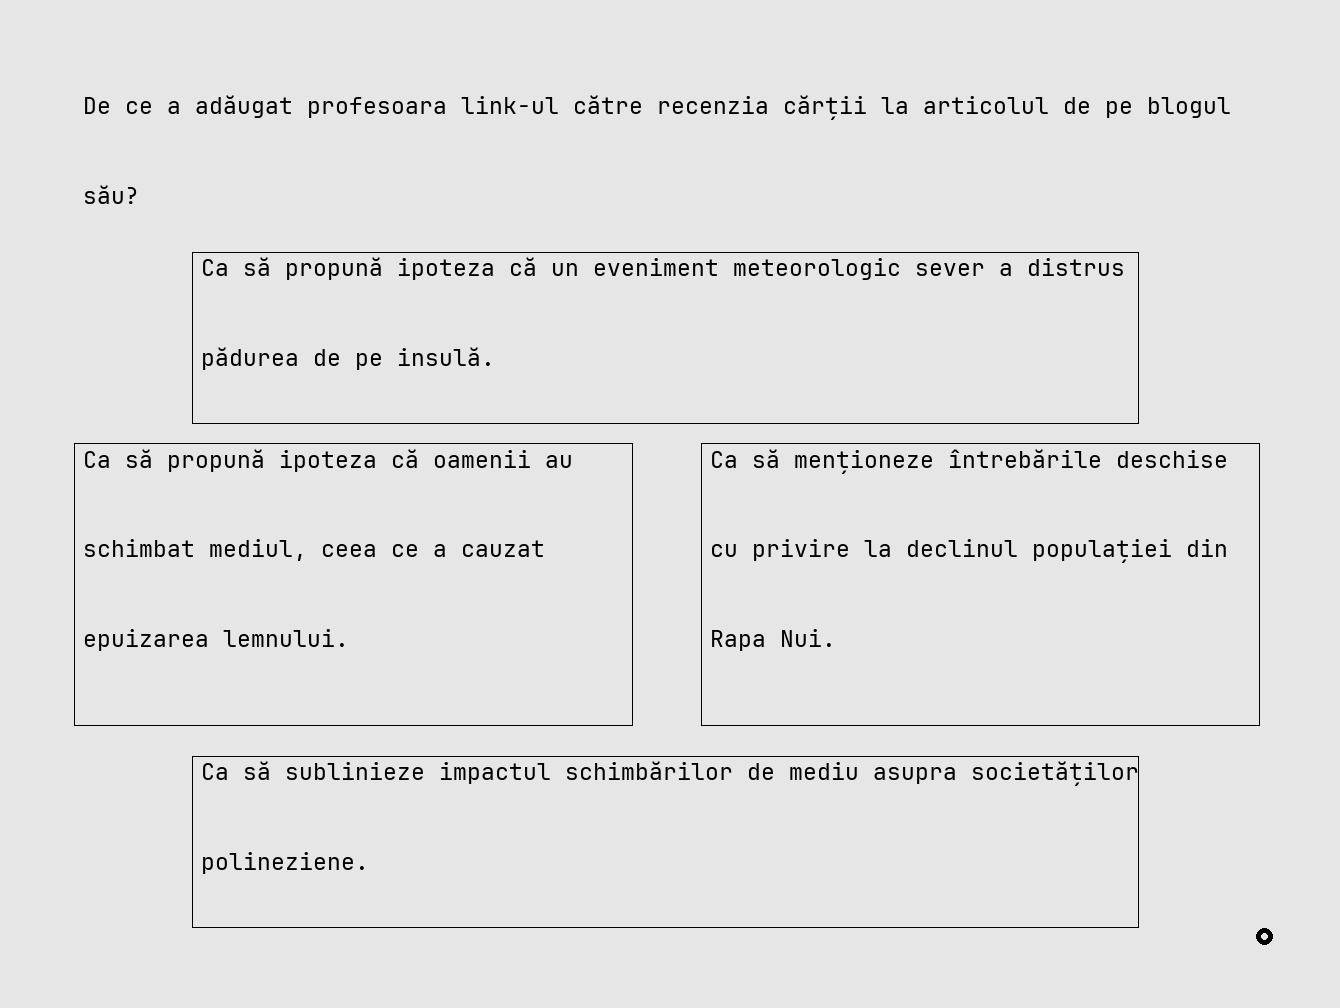 De ce a adăugat profesoara link-ul către recenzia cărții la articolul de pe blogul
său?
Ca să propună ipoteza că un eveniment meteorologic sever a distrus
pădurea de pe insulă.
Ca să propună ipoteza că oamenii au
schimbat mediul, ceea ce a cauzat
epuizarea lemnului.
Ca să menționeze întrebările deschise
cu privire la declinul populației din
Rapa Nui.
Ca să sublinieze impactul schimbărilor de mediu asupra societăților
polineziene.